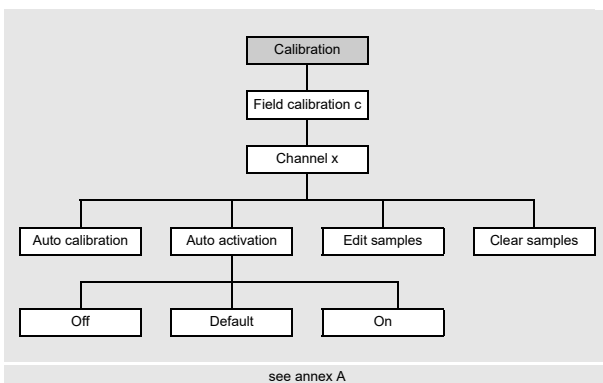 Calibration
Field calibration c
Channel x
Auto calibration
Auto activation
Edit samples
Clear samples
Off
Default
On
see annex A